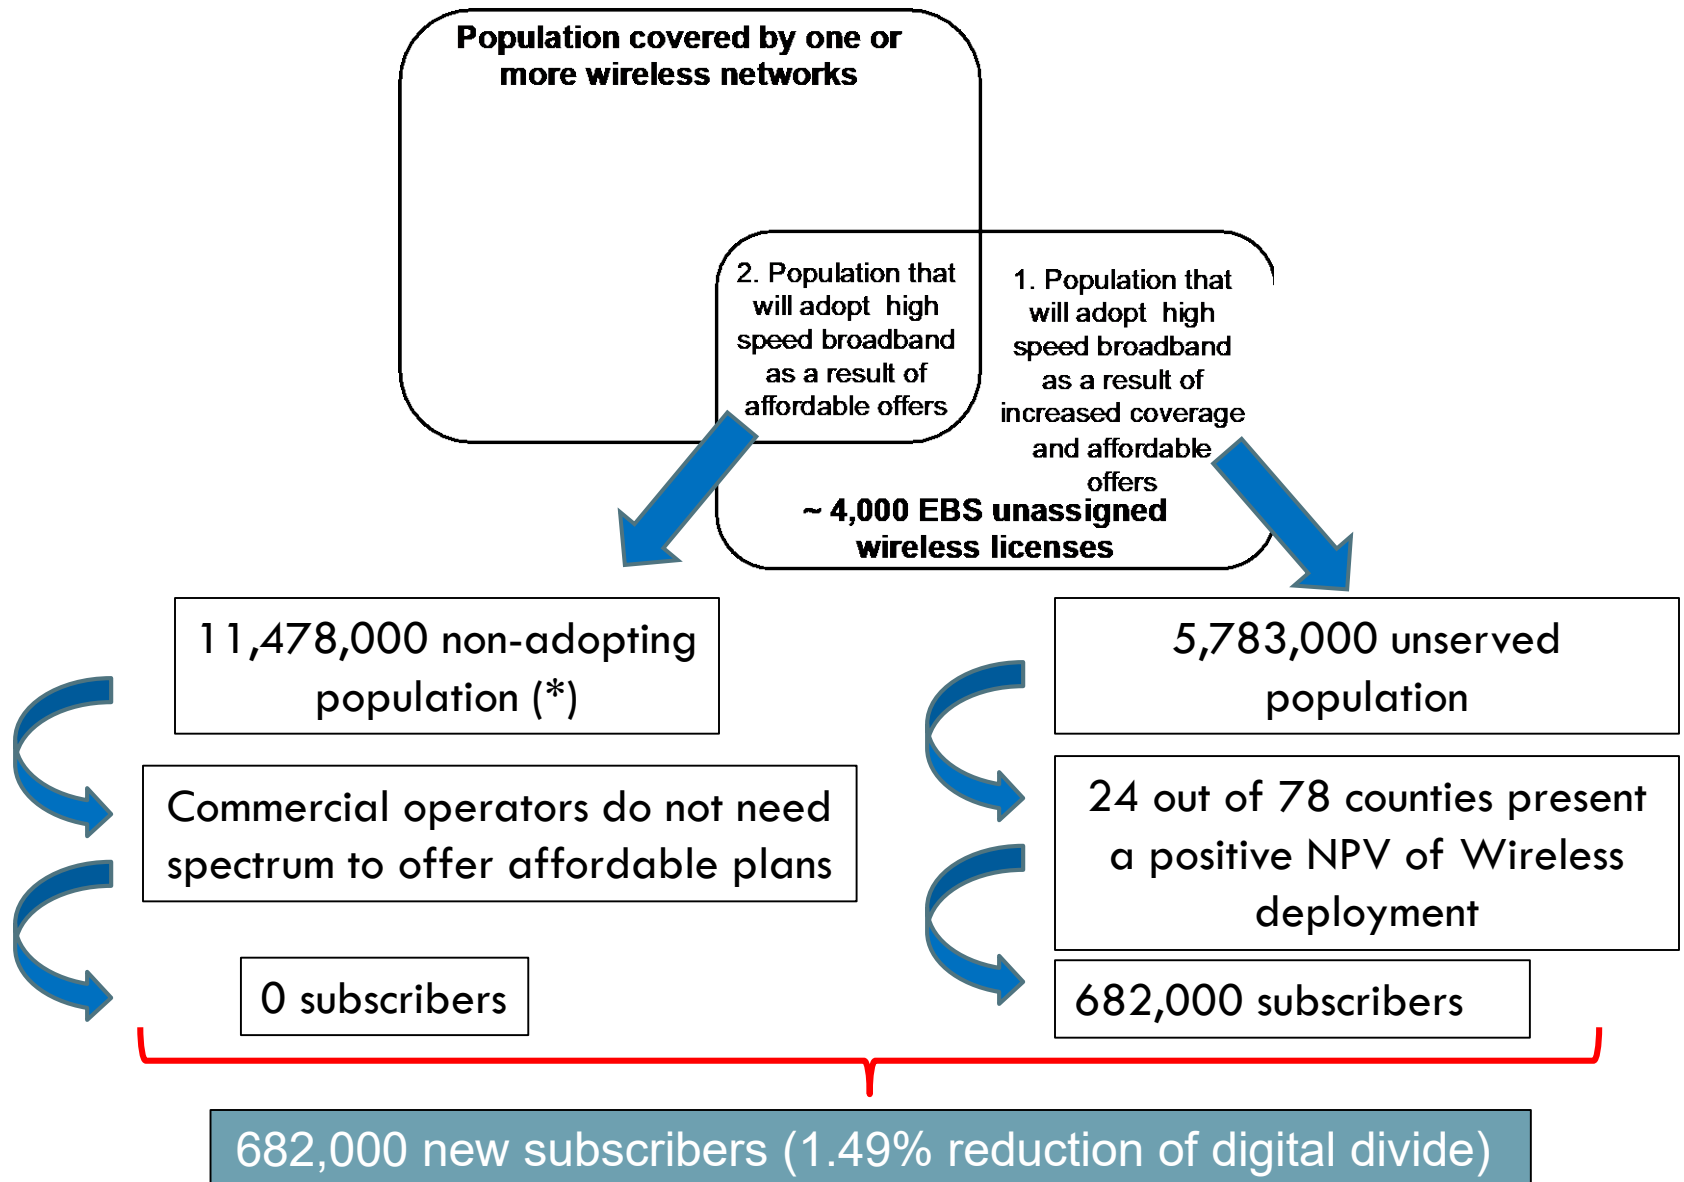 Population covered by one or
more wireless networks
2. Population that
will adopt high
speed broadband
as a result of
affordable offers
1. Population that
will adopt high
speed broadband
as a result of
increased coverage
and affordable
offers
~ 4,000 EBS unassigned
wireless licenses
11,478,000 non-adopting
population (*)
Commercial operators do not need
spectrum to offer affordable plans
0 subscribers
5,783,000 unserved
population
24 out of 78 counties present
a positive NPV of Wireless
deployment
682,000 subscribers
682,000 new subscribers (1.49% reduction of digital divide)